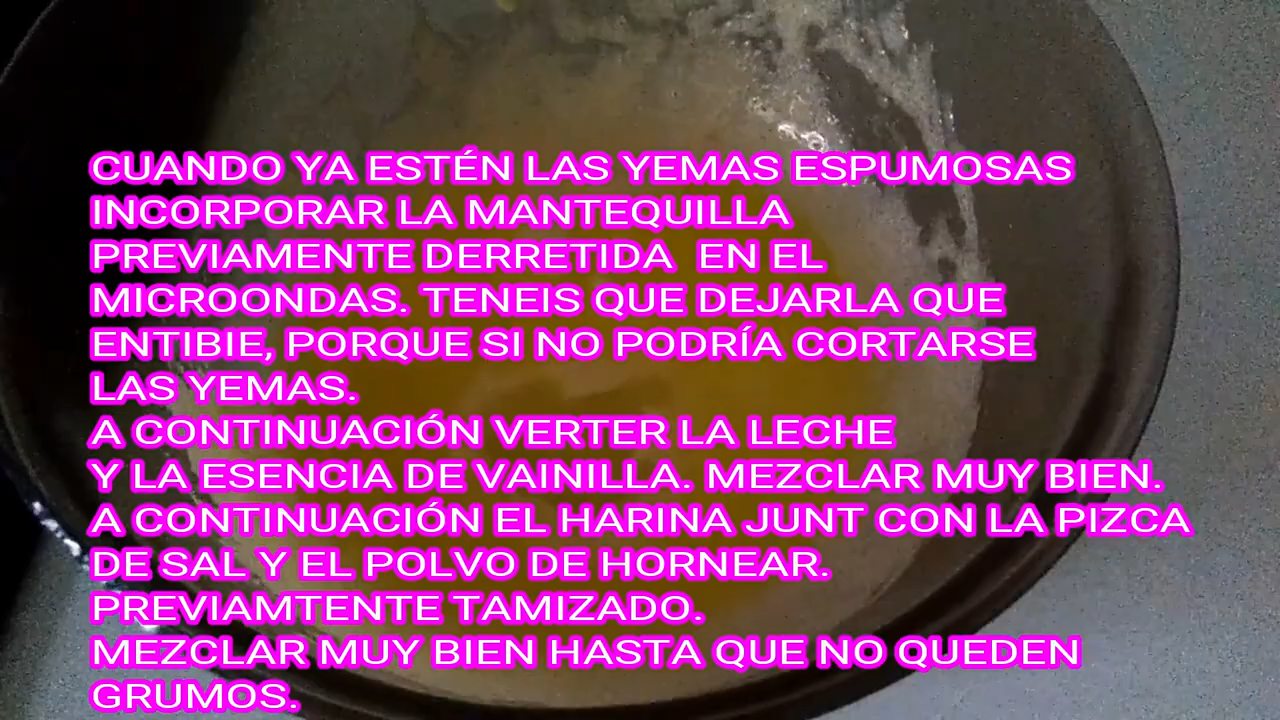 CUANDO YA ESTÉN LAS YEMAS ESPUMOSAS
INCORPORAR LA MANTEQUILLA
PREVIAMENTE DERRETIDA EN EL
MICROONDAS. TENEIS QUE DEJARLA QUE
ENTIBIE, PORQUE SI NO PODRÍA CORTARSE
LAS YEMAS.
A CONTINUACIÓN VERTER LA LECHE
Y LA ESENCIA DE VAINILLA. MEZCLAR MUY BIEN.
A CONTINUACIÓN EL HARINA JUNT CON LA PIZCA
DE SAL Y EL POLVO DE HORNEAR.
PREVIAMTENTE TAMIZADO.
MEZCLAR MUY BIEN HASTA QUE NO QUEDEN
GRUMOS.